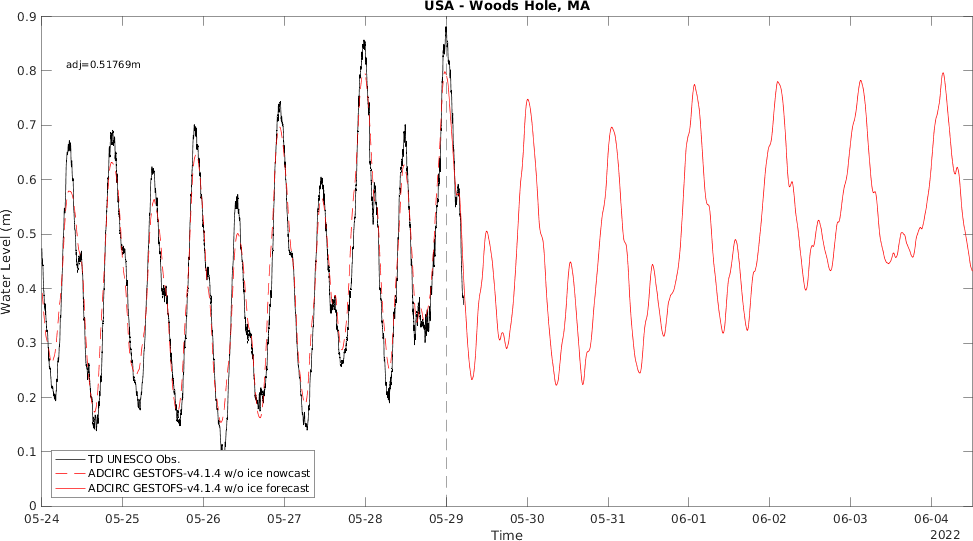 USA - Woods Hole, MA
adj=0.51769m
Water Level (m)
0.9
0.8
0.7
0.6
0.5
0.4
0.3
0.2
0.1
0
TD UNESCO Obs.
ADCIRC GESTOFS-v4.1.4 w/o ice nowcast
ADCIRC GESTOFS-v4.1.4 w/o ice forecast
05-24 05-25 05-26 05-27 05-28 05-29 05-30 05-31 06-01 06-02 06-03 06-04
2022
Time